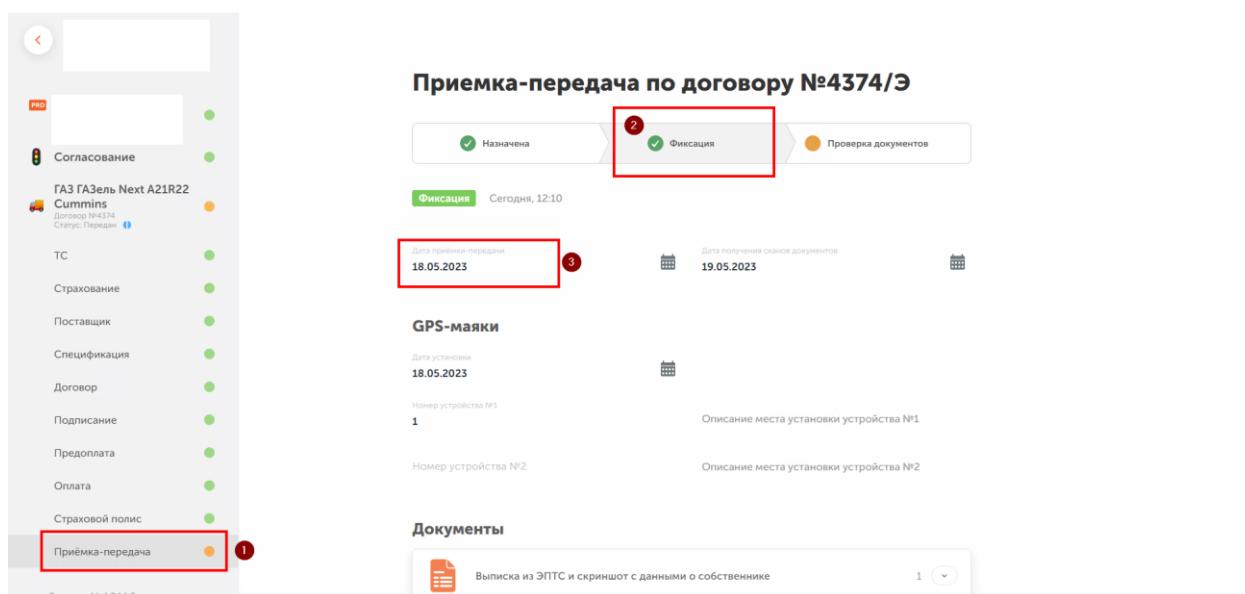 PRO
Согласование
ГАЗ ГАЗель Next A21R22
Cummins
Договор №4374
Статус: Передан
ТС
Страхование
Поставщик
Спецификация
Договор
Подписание
Предоплата
Оплата
Страховой полис
Приёмка-передача
1
Приемка-передача по договору №4374/Э
Назначена
2
Фиксация
Проверка документов
Фиксация Сегодня, 12:10
Дата приёмки-передачи
18.05.2023
3
Дата получения сканов документов
19.05.2023
GPS-маяки
Дата установки
18.05.2023
Номер устройства №1
1
Описание места установки устройства №1
Номер устройства №2
Описание места установки устройства №2
Документы
Выписка из ЭПТС и скриншот с данными о собственнике 1